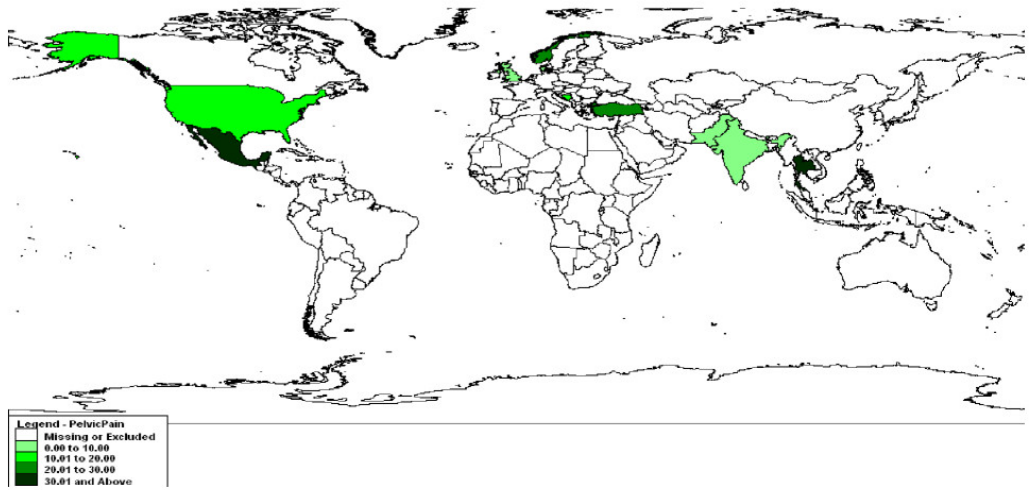 Legend - PelvicPain
Missing or Excluded
0.00 to 10.00
10.01 to 20.00
20.01 to 30.00
30.01 and Above